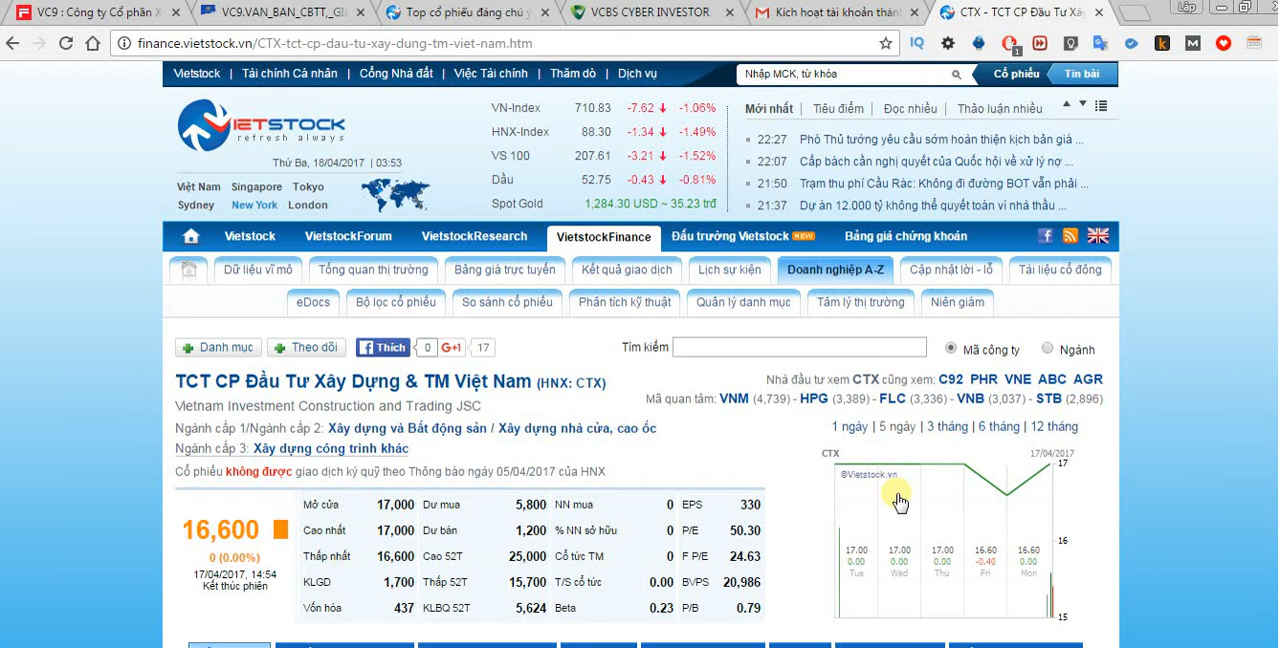 VC9 : Công ty Cổ phần X
VC9.VAN_BAN_CBTT,_GI
Top cổ phiếu đáng chú ý
VCBS CYBER INVESTOR
Kích hoạt tài khoản thành
CTX - TCT CP Đầu Tư Xây
Lập
finance.vietstock.vn/CTX-tct-cp-dau-tu-xay-dung-tm-viet-nam.htm
IQ
1
k
M
Vietstock | Tài chính Cá nhân | Cổng Nhà đất | Việc Tài chính | Thăm dò | Dịch vụ
Nhập MCK, từ khóa
Cổ phiếu
Tin bài
VIETSTOCK
refresh always
Thứ Ba, 18/04/2017 | 03:53
Việt Nam Singapore Tokyo
Sydney New York London
VN-Index 710.83 -7.62 -1.06%
HNX-Index 88.30 -1.34 -1.49%
VS 100 207.61 -3.21 -1.52%
Dầu 52.75 -0.43 -0.81%
Spot Gold 1,284.30 USD ~ 35.23 trđ
Mới nhất | Tiêu điểm | Đọc nhiều | Thảo luận nhiều
22:27 Phó Thủ tướng yêu cầu sớm hoàn thiện kịch bản giá ...
22:07 Cấp bách cần nghị quyết của Quốc hội về xử lý nợ ...
21:50 Trạm thu phí Cầu Rác: Không đi đường BOT vẫn phải ...
21:37 Dự án 12.000 tỷ không thể quyết toán vì nhà thầu ...
Vietstock VietstockForum VietstockResearch VietstockFinance Đấu trường Vietstock NEW Bảng giá chứng khoán
Dữ liệu vĩ mô Tổng quan thị trường Bảng giá trực tuyến Kết quả giao dịch Lịch sự kiện Doanh nghiệp A-Z Cập nhật lời - lỗ Tài liệu cổ đông
eDocs Bộ lọc cổ phiếu So sánh cổ phiếu Phân tích kỹ thuật Quản lý danh mục Tâm lý thị trường Niên giám
Danh mục Theo dõi Thích 0 G+1 17
Tìm kiếm Mã công ty Ngành
TCT CP Đầu Tư Xây Dựng & TM Việt Nam (HNX: CTX)
Vietnam Investment Construction and Trading JSC
Ngành cấp 1/Ngành cấp 2: Xây dựng và Bất động sản / Xây dựng nhà cửa, cao ốc
Ngành cấp 3: Xây dựng công trình khác
Cổ phiếu không được giao dịch ký quỹ theo Thông báo ngày 05/04/2017 của HNX
Nhà đầu tư xem CTX cũng xem: C92 PHR VNE ABC AGR
Mã quan tâm: VNM (4,739) - HPG (3,389) - FLC (3,336) - VNB (3,037) - STB (2,896)
1 ngày | 5 ngày | 3 tháng | 6 tháng | 12 tháng
16,600
0 (0.00%)
17/04/2017, 14:54
Kết thúc phiên
Mở cửa 17,000 Dư mua 5,800 NN mua 0 EPS 330
Cao nhất 17,000 Dư bán 1,200 % NN sở hữu 0 P/E 50.30
Thấp nhất 16,600 Cao 52T 25,000 Cổ tức TM 0 F P/E 24.63
KLGD 1,700 Thấp 52T 15,700 T/S cổ tức 0.00 BVPS 20,986
Vốn hóa 437 KLBQ 52T 5,624 Beta 0.23 P/B 0.79
CTX 17/04/2017
©Vietstock.vn
17
16
15
17.00 17.00 17.00 16.60 16.60
0.00 0.00 0.00 -0.40 0.00
Tue Wed Thu Fri Mon